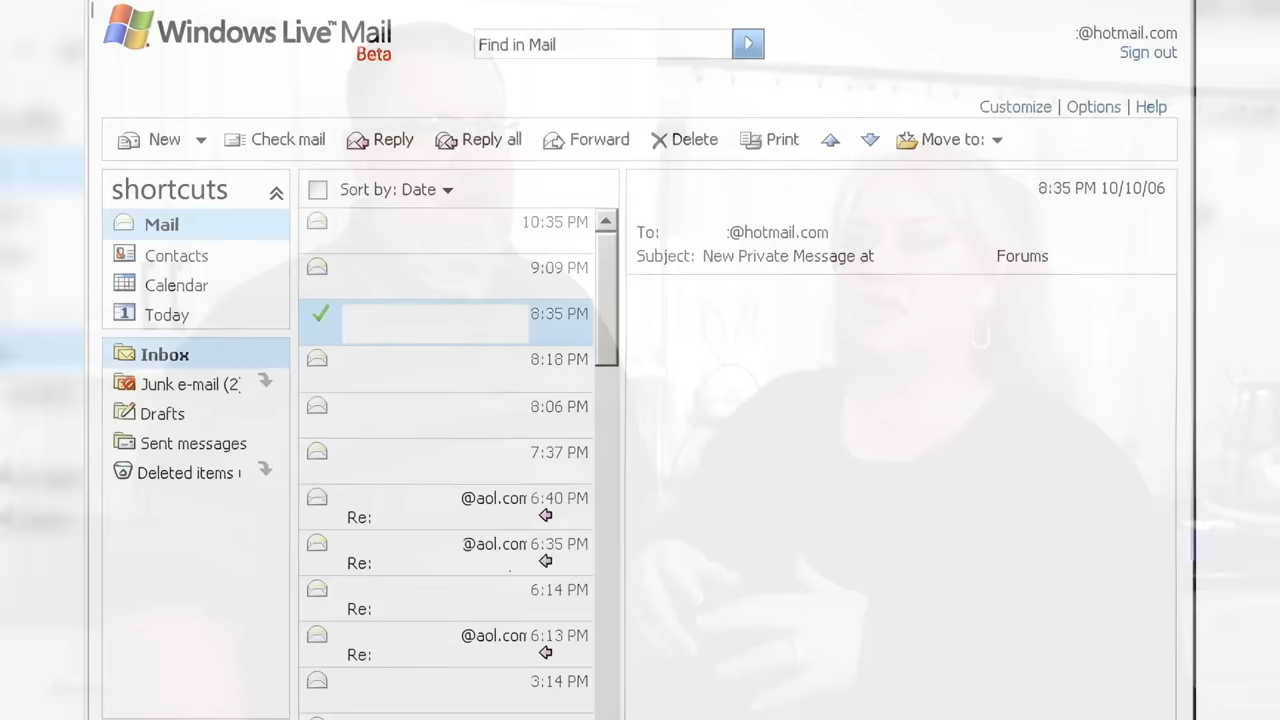 Windows Live™ Mail
Beta
Find in Mail
:@hotmail.com
Sign out
Customize | Options | Help
New
Check mail
Reply
Reply all
Forward
Delete
Print
Move to:
shortcuts
Mail
Contacts
Calendar
1 Today
Inbox
Junk e-mail (2)
Drafts
Sent messages
Deleted items
Sort by: Date
10:35 PM
9:09 PM
8:35 PM
8:18 PM
8:06 PM
7:37 PM
@aol.com 6:40 PM
Re:
@aol.com 6:35 PM
Re:
6:14 PM
Re:
@aol.com 6:13 PM
Re:
3:14 PM
8:35 PM 10/10/06
To: :@hotmail.com
Subject: New Private Message at Forums